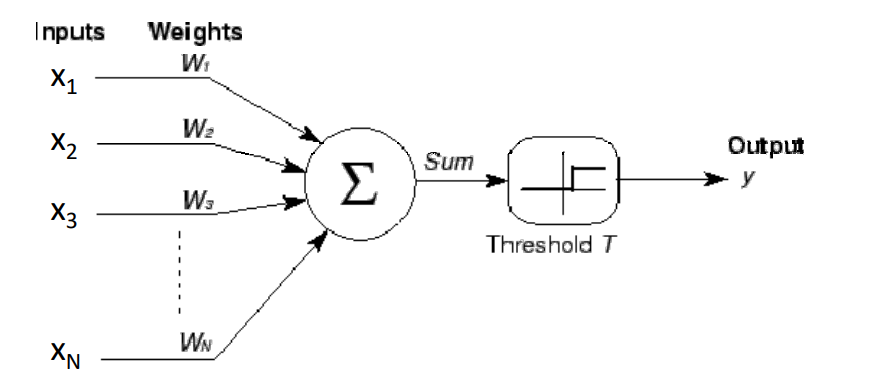 Inputs Weights
x1 W1
x2 W2
x3 W3
xN WN
Σ
Sum
Threshold T
Output
y